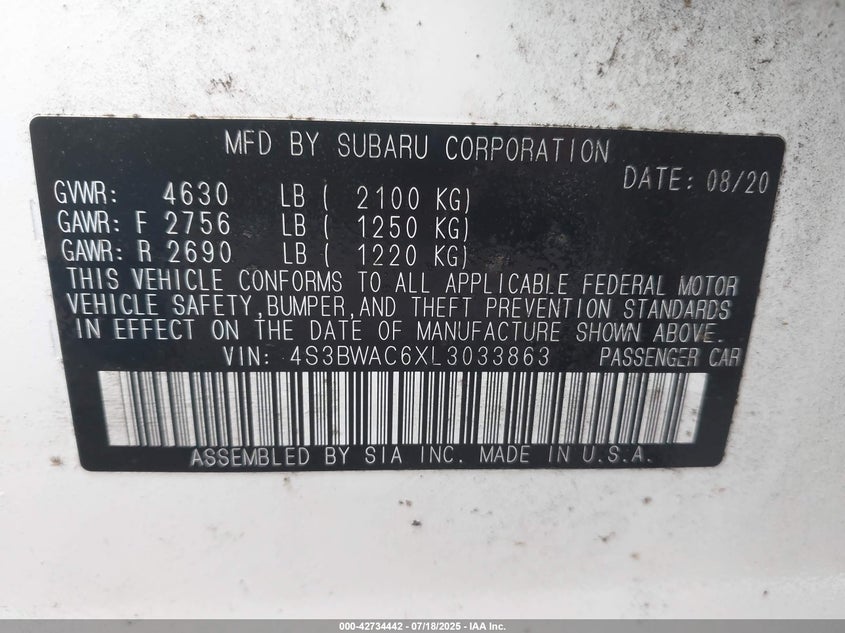 MFD BY SUBARU CORPORATION
DATE: 08/20
GVWR: 4630 LB ( 2100 KG)
GAWR: F 2756 LB ( 1250 KG)
GAWR: R 2690 LB ( 1220 KG)
THIS VEHICLE CONFORMS TO ALL APPLICABLE FEDERAL MOTOR
VEHICLE SAFETY,BUMPER,AND THEFT PREVENTION STANDARDS
IN EFFECT ON THE DATE OF MANUFACTURE SHOWN ABOVE.
VIN: 4S3BWAC6XL3033863 PASSENGER CAR
ASSEMBLED BY SIA INC. MADE IN U.S.A.
000-42734442 - 07/18/2025 - IAA Inc.